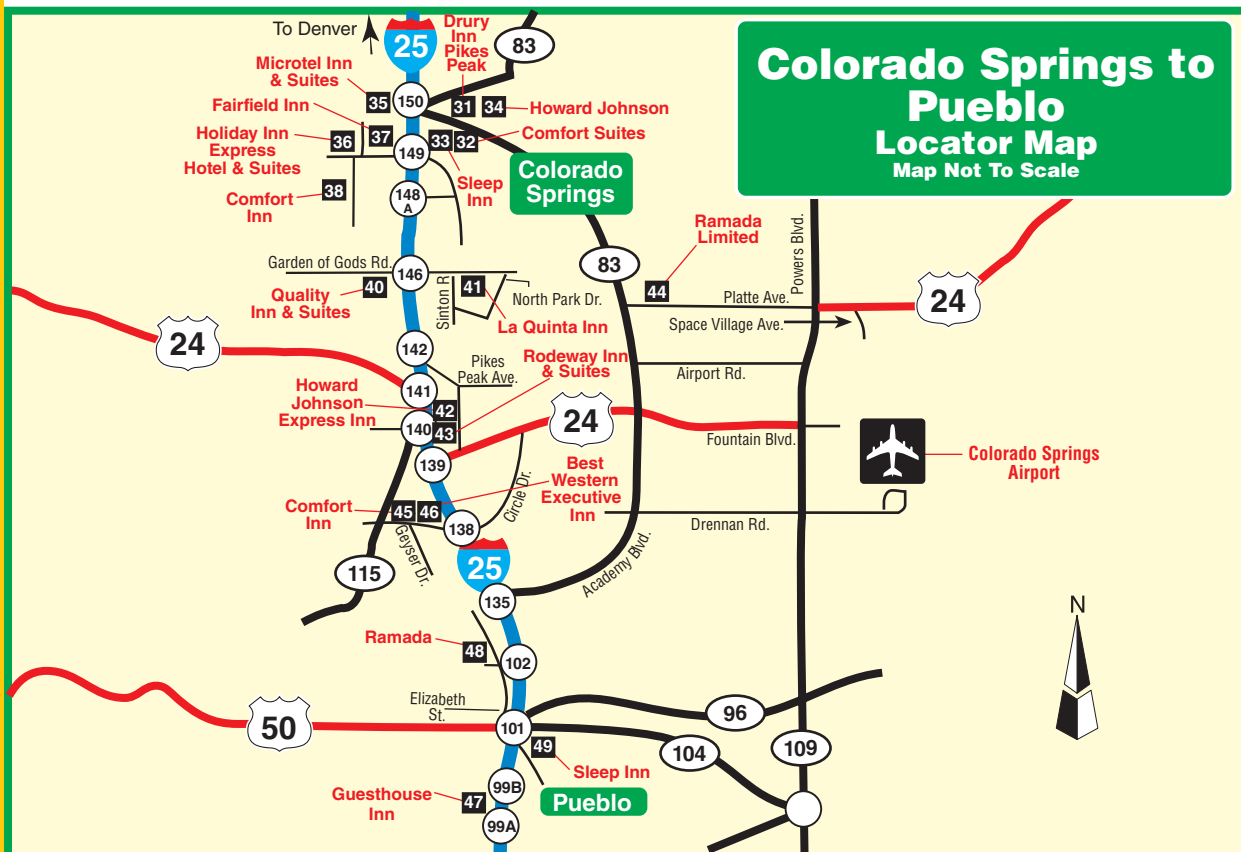 Colorado Springs to
Pueblo
Locator Map
Map Not To Scale
To Denver
25
Drury
Inn
Pikes
Peak
83
Microtel Inn
& Suites
35
150
31
34
Howard Johnson
Fairfield Inn
37
Holiday Inn
Express
Hotel & Suites
36
149
33
32
Comfort Suites
Sleep
Inn
Colorado
Springs
38
Comfort
Inn
148
A
Ramada
Limited
44
83
Powers Blvd.
Garden of Gods Rd.
146
40
Quality
Inn & Suites
Sinton R
41
North Park Dr.
La Quinta Inn
Platte Ave.
24
Space Village Ave.
24
142
Pikes
Peak Ave.
Rodeway Inn
& Suites
Airport Rd.
141
Howard
Johnson
Express Inn
42
140
43
24
Fountain Blvd.
139
Colorado Springs
Airport
Best
Western
Executive
Inn
Circle Dr.
Comfort
Inn
45
46
138
Geyser Dr.
Drennan Rd.
115
25
Academy Blvd.
135
N
Ramada
48
102
Elizabeth
St.
50
101
96
104
109
49
Sleep Inn
Pueblo
99B
Guesthouse
Inn
47
99A